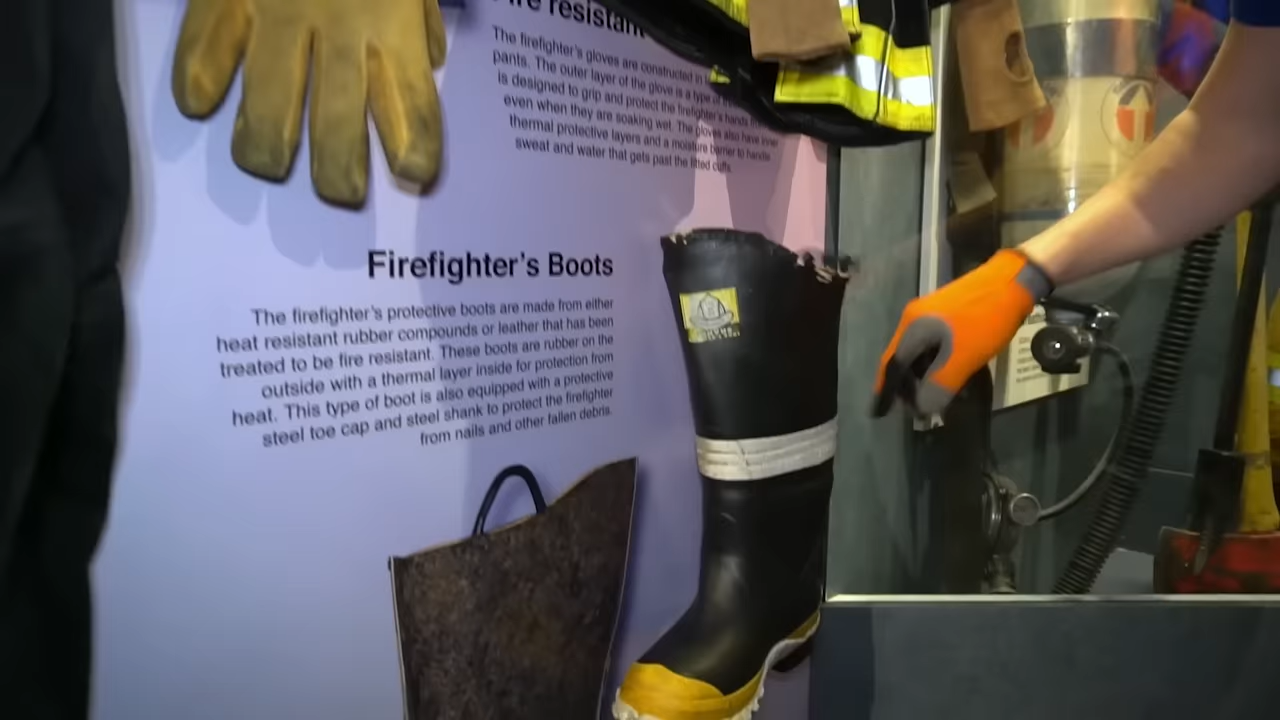 Fire resistant
The firefighter's gloves are constructed in
pants. The outer layer of the glove is a type of
is designed to grip and protect the firefighter's hands
even when they are soaking wet. The gloves also have inner
thermal protective layers and a moisture barrier to handle
sweat and water that gets past the fitted cuffs.
Firefighter's Boots
The firefighter's protective boots are made from either
heat resistant rubber compounds or leather that has been
treated to be fire resistant. These boots are rubber on the
outside with a thermal layer inside for protection from
heat. This type of boot is also equipped with a protective
steel toe cap and steel shank to protect the firefighter
from nails and other fallen debris.